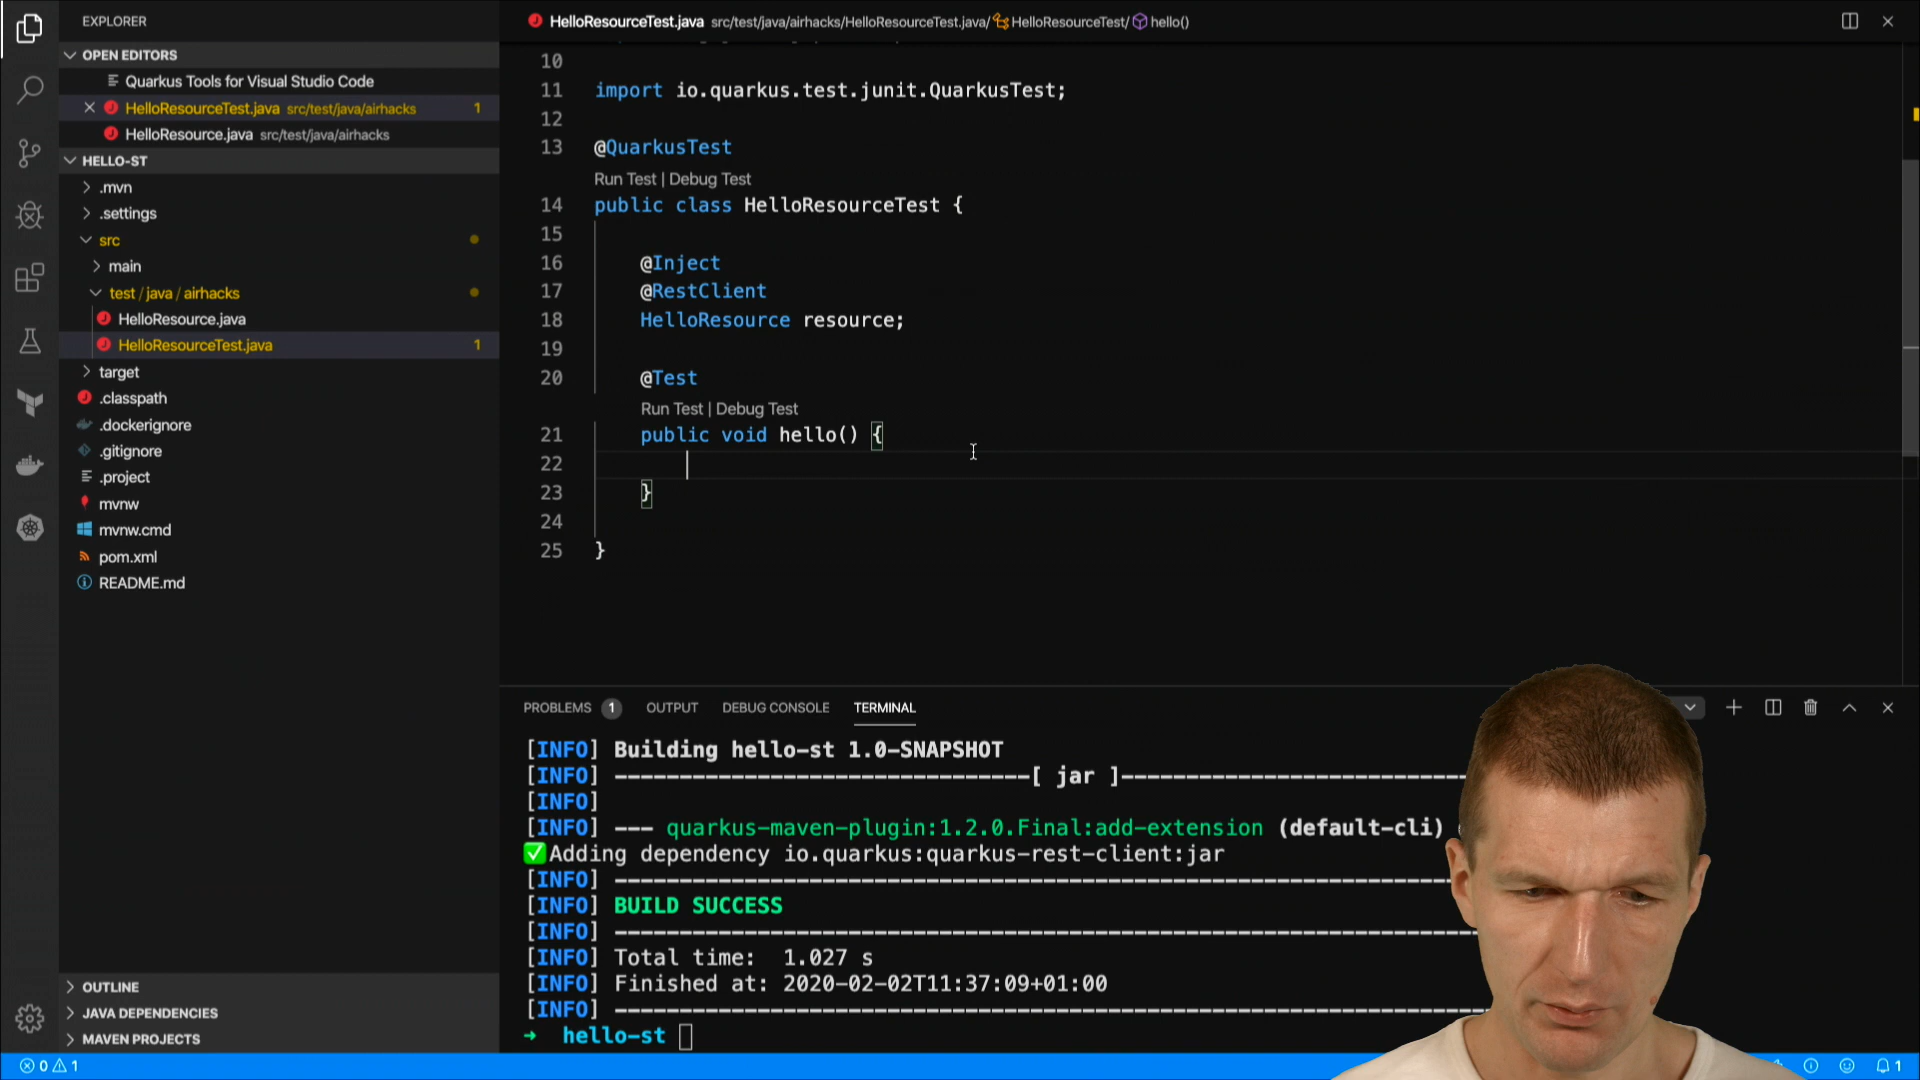 EXPLORER
OPEN EDITORS
Quarkus Tools for Visual Studio Code
HelloResourceTest.java src/test/java/airhacks 1
HelloResource.java src/test/java/airhacks
HELLO-ST
.mvn
.settings
src
main
test / java / airhacks
HelloResource.java
HelloResourceTest.java 1
target
.classpath
.dockerignore
.gitignore
.project
mvnw
mvnw.cmd
pom.xml
README.md
OUTLINE
JAVA DEPENDENCIES
MAVEN PROJECTS
HelloResourceTest.java src/test/java/airhacks/HelloResourceTest.java/ HelloResourceTest/ hello()
10
11 import io.quarkus.test.junit.QuarkusTest;
12
13 @QuarkusTest
Run Test | Debug Test
14 public class HelloResourceTest {
15
16 @Inject
17 @RestClient
18 HelloResource resource;
19
20 @Test
Run Test | Debug Test
21 public void hello() {
22
23 }
24
25 }
PROBLEMS 1 OUTPUT DEBUG CONSOLE TERMINAL
[INFO] Building hello-st 1.0-SNAPSHOT
[INFO] --------------------------------[ jar ]---------------------------
[INFO]
[INFO] --- quarkus-maven-plugin:1.2.0.Final:add-extension (default-cli)
✅Adding dependency io.quarkus:quarkus-rest-client:jar
[INFO] ----------------------------------------------------------------
[INFO] BUILD SUCCESS
[INFO] ------------------------------------------------------------------
[INFO] Total time:  1.027 s
[INFO] Finished at: 2020-02-02T11:37:09+01:00
[INFO] ------------------------------------------------------------------
➜ hello-st
0 1
1